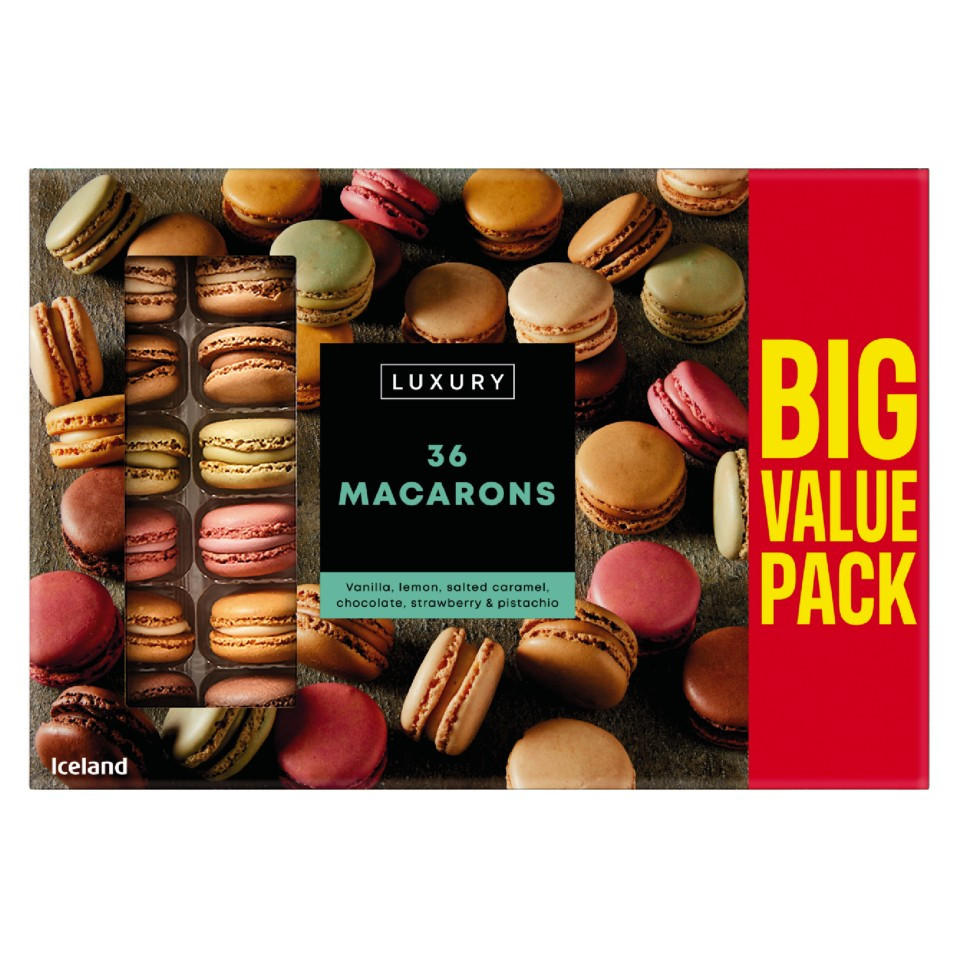 LUXURY
36
MACARONS
Vanilla, lemon, salted caramel,
chocolate, strawberry & pistachio
BIG
VALUE
PACK
Iceland